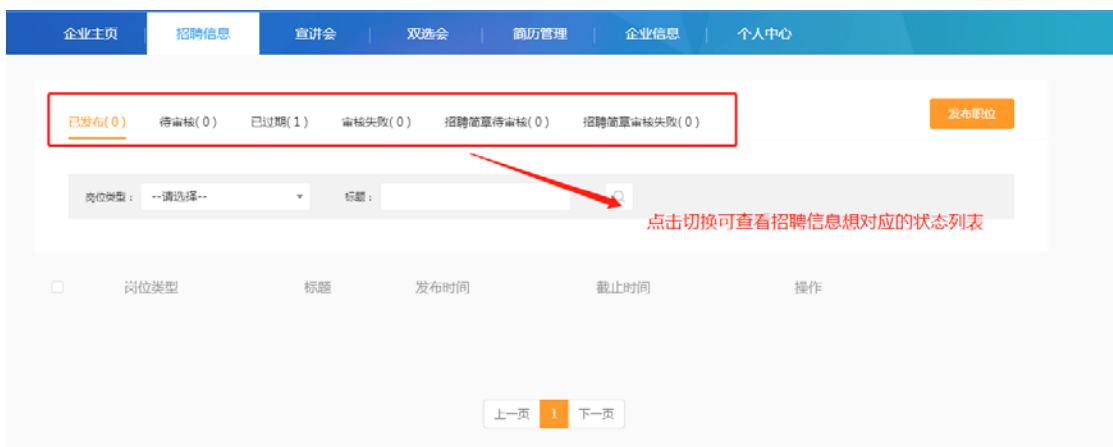 企业主页 | 招聘信息 宣讲会 | 双选会 | 简历管理 | 企业信息 | 个人中心
已发布(0) 待审核(0) 已过期(1) 审核失败(0) 招聘简章待审核(0) 招聘简章审核失败(0) 发布职位
岗位类型： --请选择-- 标题：
点击切换可查看招聘信息想对应的状态列表
岗位类型 标题 发布时间 截止时间 操作
上一页 1 下一页